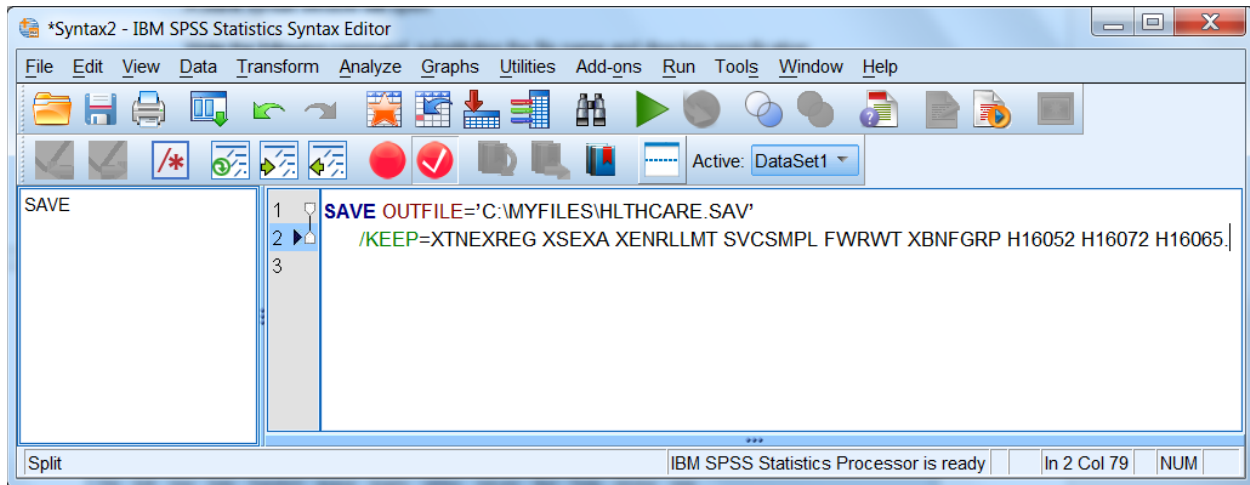 *Syntax2 - IBM SPSS Statistics Syntax Editor
File Edit View Data Transform Analyze Graphs Utilities Add-ons Run Tools Window Help
Active: DataSet1
SAVE
1 SAVE OUTFILE=’C:\MYFILES\HLTHCARE.SAV’
2 /KEEP=XTNEXREG XSEXA XENRLLMT SVCSMPL FWRWT XBNFGRP H16052 H16072 H16065.
3
Split IBM SPSS Statistics Processor is ready In 2 Col 79 NUM